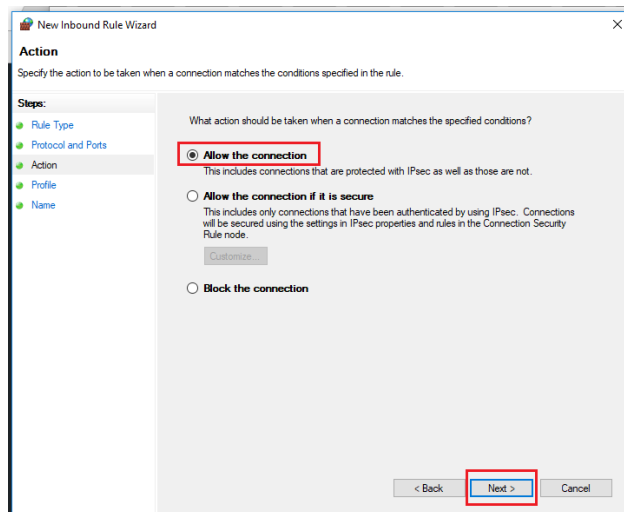 New Inbound Rule Wizard
Action
Specify the action to be taken when a connection matches the conditions specified in the rule.
Steps:
Rule Type
Protocol and Ports
Action
Profile
Name
What action should be taken when a connection matches the specified conditions?
Allow the connection
This includes connections that are protected with IPsec as well as those are not.
Allow the connection if it is secure
This includes only connections that have been authenticated by using IPsec. Connections
will be secured using the settings in IPsec properties and rules in the Connection Security
Rule node.
Customize...
Block the connection
< Back
Next >
Cancel